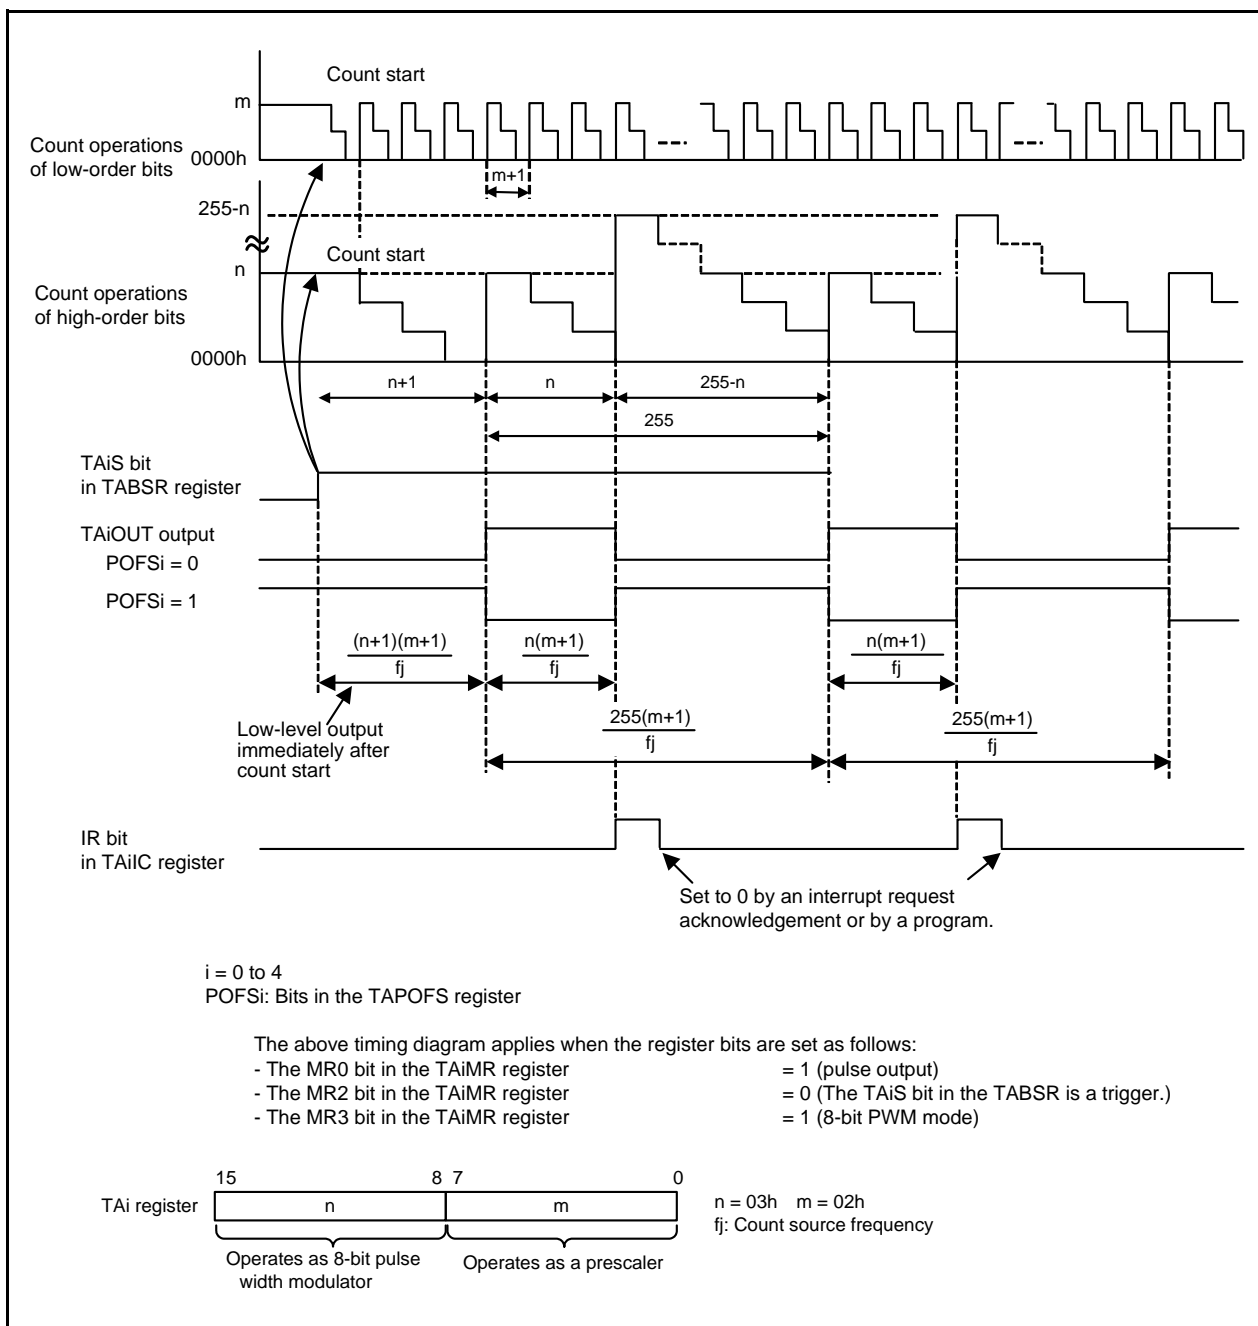 Count start
m
Count operations
of low-order bits
0000h
m+1
255-n
Count start
n
Count operations
of high-order bits
0000h
n+1
n
255-n
255
TAiS bit
in TABSR register
TAiOUT output
POFSi = 0
POFSi = 1
(n+1)(m+1)
fj
n(m+1)
fj
n(m+1)
fj
Low-level output
immediately after
count start
255(m+1)
fj
255(m+1)
fj
IR bit
in TAiIC register
Set to 0 by an interrupt request
acknowledgement or by a program.
i = 0 to 4
POFSi: Bits in the TAPOFS register
The above timing diagram applies when the register bits are set as follows:
- The MR0 bit in the TAiMR register = 1 (pulse output)
- The MR2 bit in the TAiMR register = 0 (The TAiS bit in the TABSR is a trigger.)
- The MR3 bit in the TAiMR register = 1 (8-bit PWM mode)
15 8 7 0
TAi register n m
n = 03h m = 02h
fj: Count source frequency
Operates as 8-bit pulse
width modulator
Operates as a prescaler